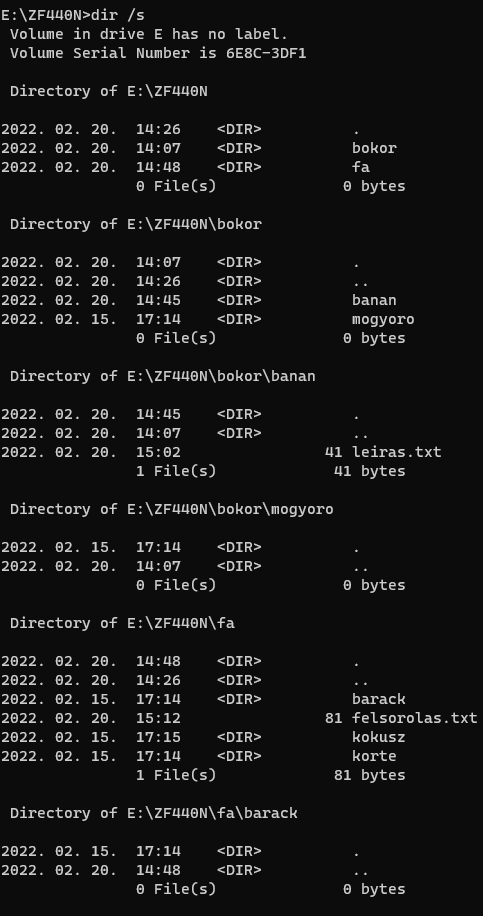 E:\ZF440N>dir /s
 Volume in drive E has no label.
 Volume Serial Number is 6E8C-3DF1

 Directory of E:\ZF440N

2022. 02. 20.  14:26    <DIR>          .
2022. 02. 20.  14:07    <DIR>          bokor
2022. 02. 20.  14:48    <DIR>          fa
               0 File(s)              0 bytes

 Directory of E:\ZF440N\bokor

2022. 02. 20.  14:07    <DIR>          .
2022. 02. 20.  14:26    <DIR>          ..
2022. 02. 20.  14:45    <DIR>          banan
2022. 02. 15.  17:14    <DIR>          mogyoro
               0 File(s)              0 bytes

 Directory of E:\ZF440N\bokor\banan

2022. 02. 20.  14:45    <DIR>          .
2022. 02. 20.  14:07    <DIR>          ..
2022. 02. 20.  15:02                41 leiras.txt
               1 File(s)             41 bytes

 Directory of E:\ZF440N\bokor\mogyoro

2022. 02. 15.  17:14    <DIR>          .
2022. 02. 20.  14:07    <DIR>          ..
               0 File(s)              0 bytes

 Directory of E:\ZF440N\fa

2022. 02. 20.  14:48    <DIR>          .
2022. 02. 20.  14:26    <DIR>          ..
2022. 02. 15.  17:14    <DIR>          barack
2022. 02. 20.  15:12                81 felsorolas.txt
2022. 02. 15.  17:15    <DIR>          kokusz
2022. 02. 15.  17:14    <DIR>          korte
               1 File(s)             81 bytes

 Directory of E:\ZF440N\fa\barack

2022. 02. 15.  17:14    <DIR>          .
2022. 02. 20.  14:48    <DIR>          ..
               0 File(s)              0 bytes